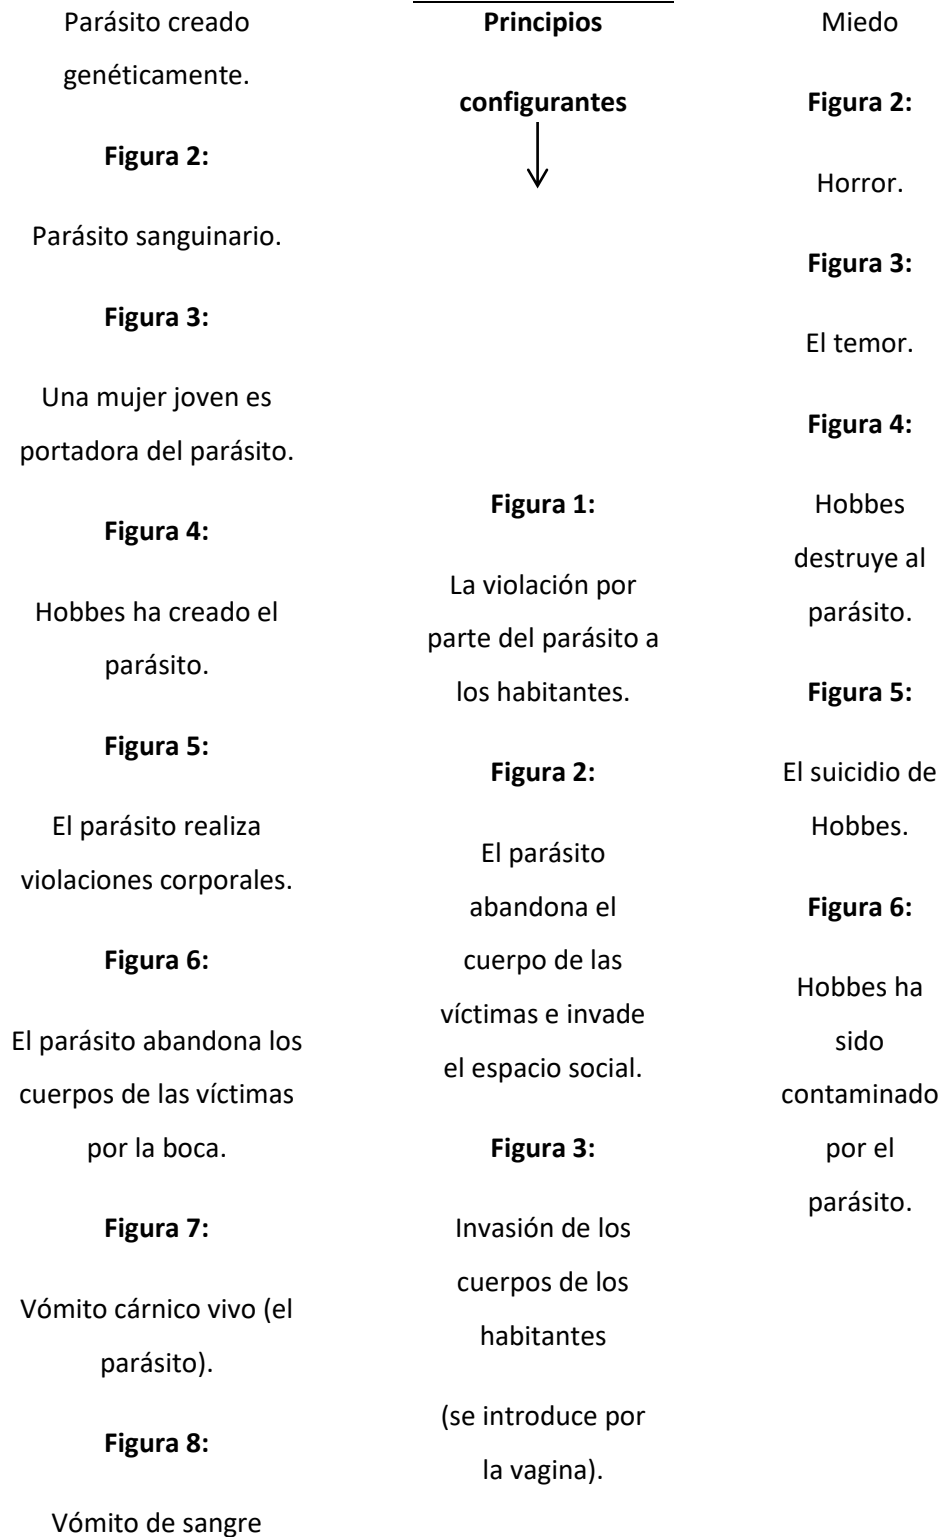 Parásito creado
genéticamente.
Figura 2:
Parásito sanguinario.
Figura 3:
Una mujer joven es
portadora del parásito.
Figura 4:
Hobbes ha creado el
parásito.
Figura 5:
El parásito realiza
violaciones corporales.
Figura 6:
El parásito abandona los
cuerpos de las víctimas
por la boca.
Figura 7:
Vómito cárnico vivo (el
parásito).
Figura 8:
Vómito de sangre
Principios
configurantes
Figura 1:
La violación por
parte del parásito a
los habitantes.
Figura 2:
El parásito
abandona el
cuerpo de las
víctimas e invade
el espacio social.
Figura 3:
Invasión de los
cuerpos de los
habitantes
(se introduce por
la vagina).
Miedo
Figura 2:
Horror.
Figura 3:
El temor.
Figura 4:
Hobbes
destruye al
parásito.
Figura 5:
El suicidio de
Hobbes.
Figura 6:
Hobbes ha
sido
contaminado
por el
parásito.